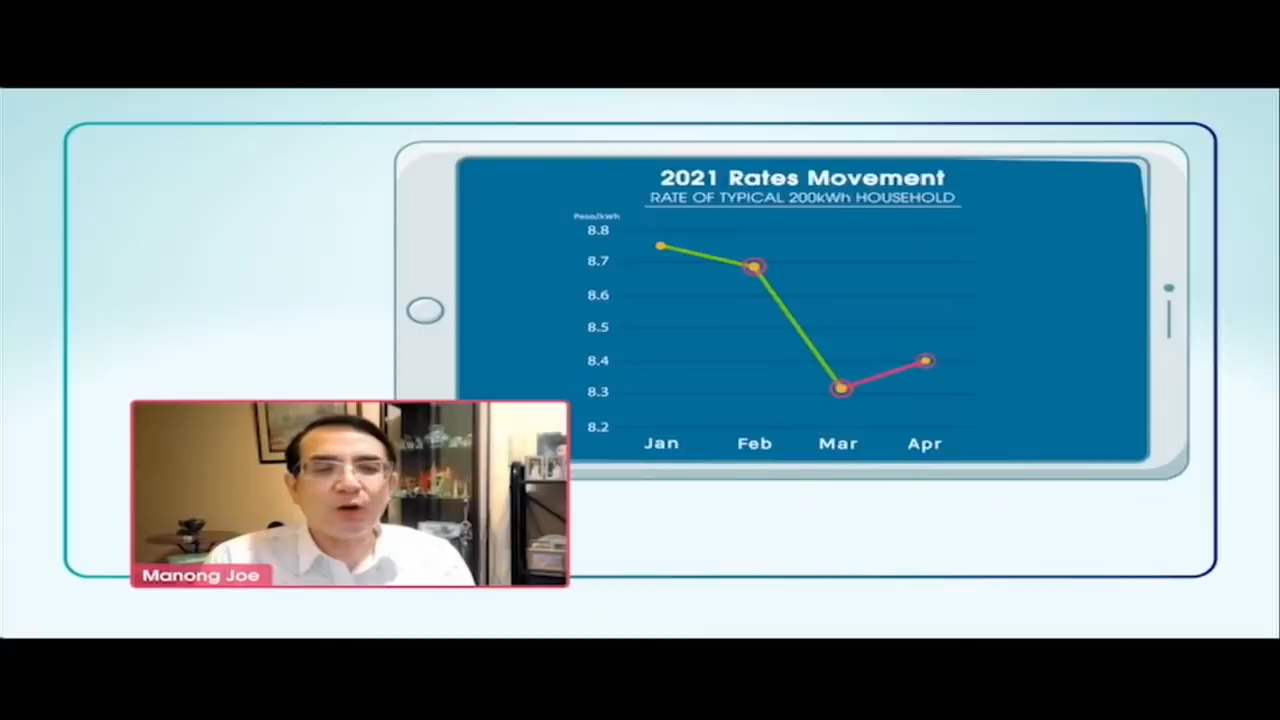 2021 Rates Movement
RATE OF TYPICAL 200kWh HOUSEHOLD
Peso/kWh
8.8
8.7
8.6
8.5
8.4
8.3
8.2
Jan Feb Mar Apr
Manong Joe